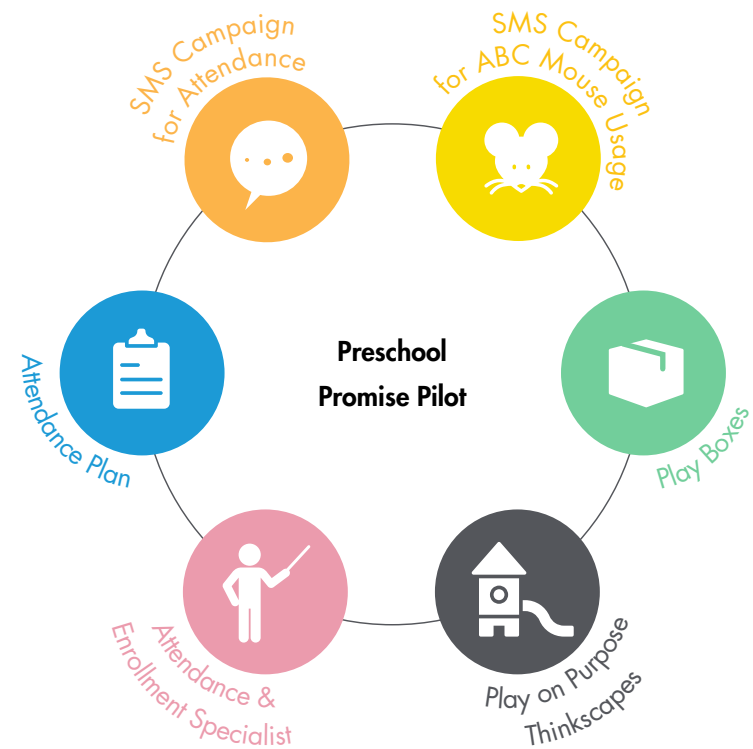 SMS Campaign
for Attendance
SMS Campaign
for ABC Mouse Usage
Preschool
Promise Pilot
Attendance Plan
Play Boxes
Attendance &
Enrollment Specialist
Play on Purpose
Thinkscapes